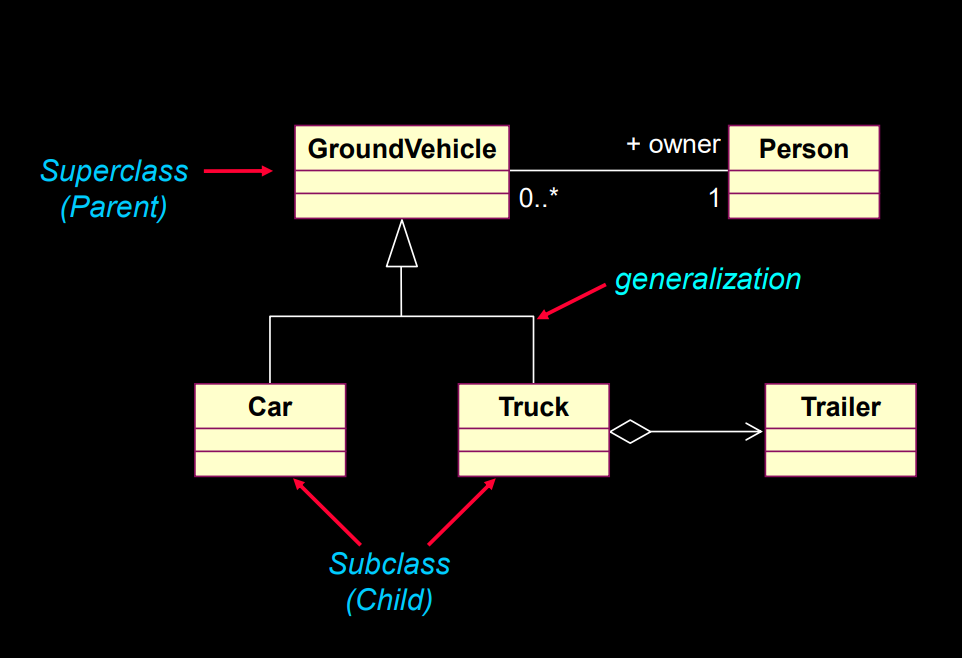 GroundVehicle
+ owner
Person
Superclass
(Parent)
0..*
1
generalization
Car
Truck
Trailer
Subclass
(Child)